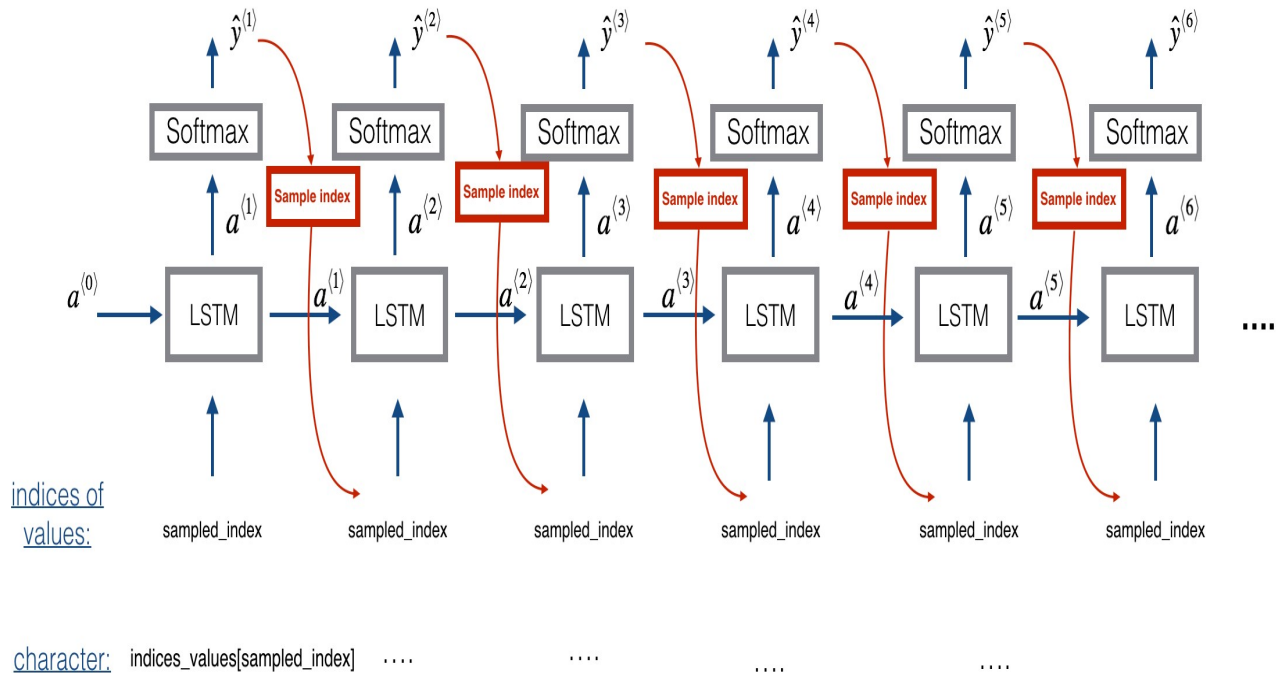 ŷ⟨1⟩ ŷ⟨2⟩ ŷ⟨3⟩ ŷ⟨4⟩ ŷ⟨5⟩ ŷ⟨6⟩
Softmax Softmax Softmax Softmax Softmax Softmax
Sample index Sample index Sample index Sample index Sample index
a⟨1⟩ a⟨2⟩ a⟨3⟩ a⟨4⟩ a⟨5⟩ a⟨6⟩
a⟨0⟩ a⟨1⟩ a⟨2⟩ a⟨3⟩ a⟨4⟩ a⟨5⟩
LSTM LSTM LSTM LSTM LSTM LSTM ....
indices of
values: sampled_index sampled_index sampled_index sampled_index sampled_index sampled_index
character: indices_values[sampled_index] .... .... .... ....